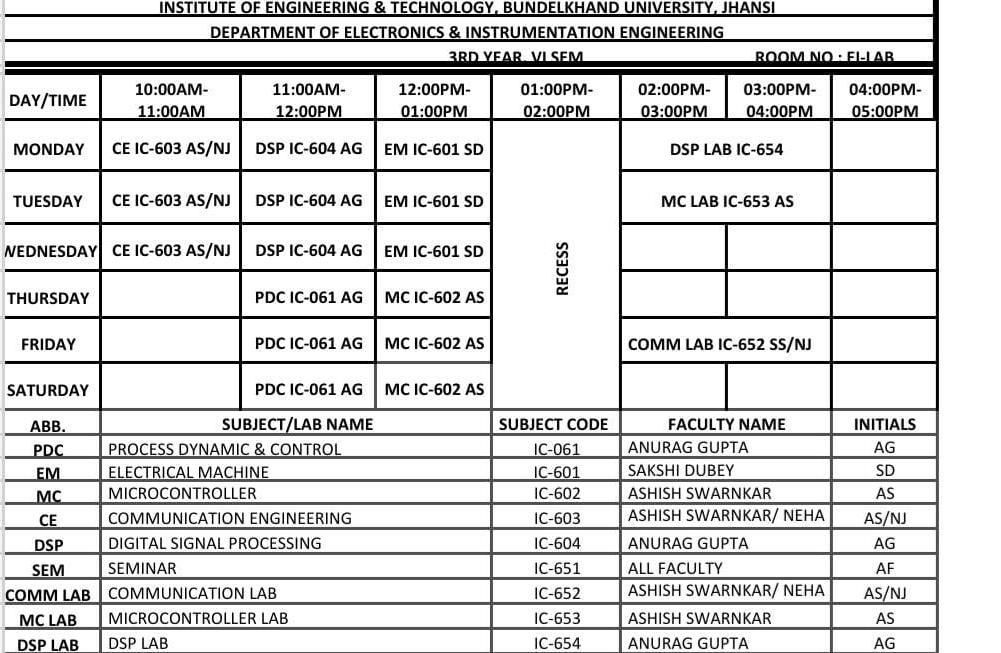 INSTITUTE OF ENGINEERING & TECHNOLOGY, BUNDELKHAND UNIVERSITY, JHANSI
DEPARTMENT OF ELECTRONICS & INSTRUMENTATION ENGINEERING
3RD YEAR, VI SEM ROOM NO : EI-LAB
DAY/TIME 10:00AM-11:00AM 11:00AM-12:00PM 12:00PM-01:00PM 01:00PM-02:00PM 02:00PM-03:00PM 03:00PM-04:00PM 04:00PM-05:00PM
MONDAY CE IC-603 AS/NJ DSP IC-604 AG EM IC-601 SD DSP LAB IC-654
TUESDAY CE IC-603 AS/NJ DSP IC-604 AG EM IC-601 SD MC LAB IC-653 AS
WEDNESDAY CE IC-603 AS/NJ DSP IC-604 AG EM IC-601 SD
RECESS
THURSDAY PDC IC-061 AG MC IC-602 AS
FRIDAY PDC IC-061 AG MC IC-602 AS COMM LAB IC-652 SS/NJ
SATURDAY PDC IC-061 AG MC IC-602 AS
ABB. SUBJECT/LAB NAME SUBJECT CODE FACULTY NAME INITIALS
PDC PROCESS DYNAMIC & CONTROL IC-061 ANURAG GUPTA AG
EM ELECTRICAL MACHINE IC-601 SAKSHI DUBEY SD
MC MICROCONTROLLER IC-602 ASHISH SWARNKAR AS
CE COMMUNICATION ENGINEERING IC-603 ASHISH SWARNKAR/ NEHA AS/NJ
DSP DIGITAL SIGNAL PROCESSING IC-604 ANURAG GUPTA AG
SEM SEMINAR IC-651 ALL FACULTY AF
COMM LAB COMMUNICATION LAB IC-652 ASHISH SWARNKAR/ NEHA AS/NJ
MC LAB MICROCONTROLLER LAB IC-653 ASHISH SWARNKAR AS
DSP LAB DSP LAB IC-654 ANURAG GUPTA AG